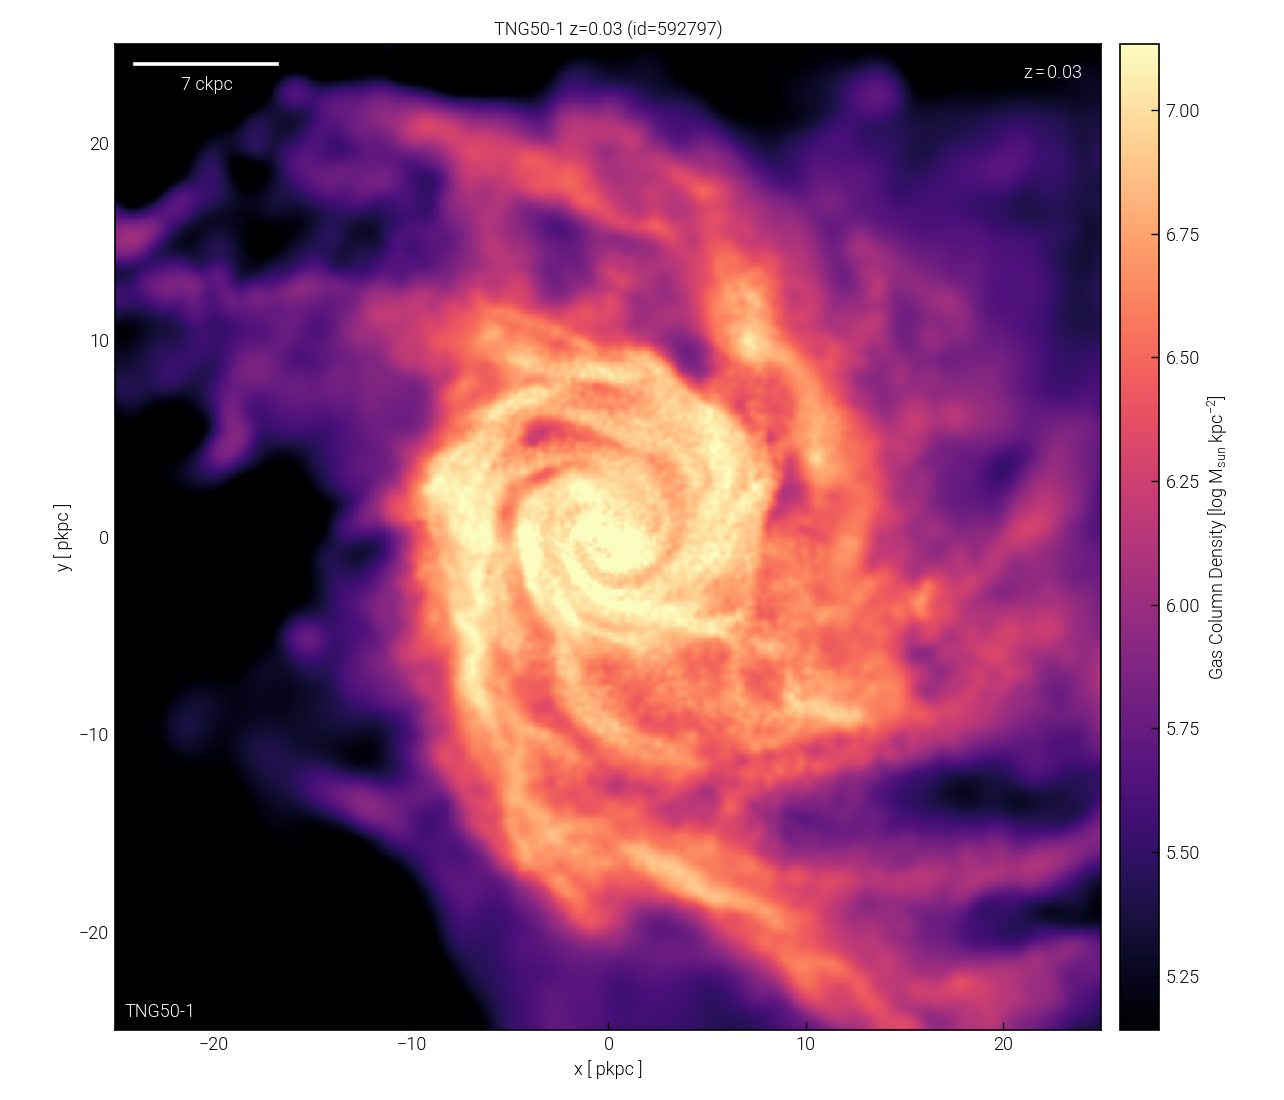 TNG50-1 z=0.03 (id=592797)
7 ckpc
z=0.03
20
10
0
−10
−20
y [ pkpc ]
TNG50-1
−20
−10
0
10
20
x [ pkpc ]
7.00
6.75
6.50
6.25
6.00
5.75
5.50
5.25
Gas Column Density [log M_sun kpc⁻²]